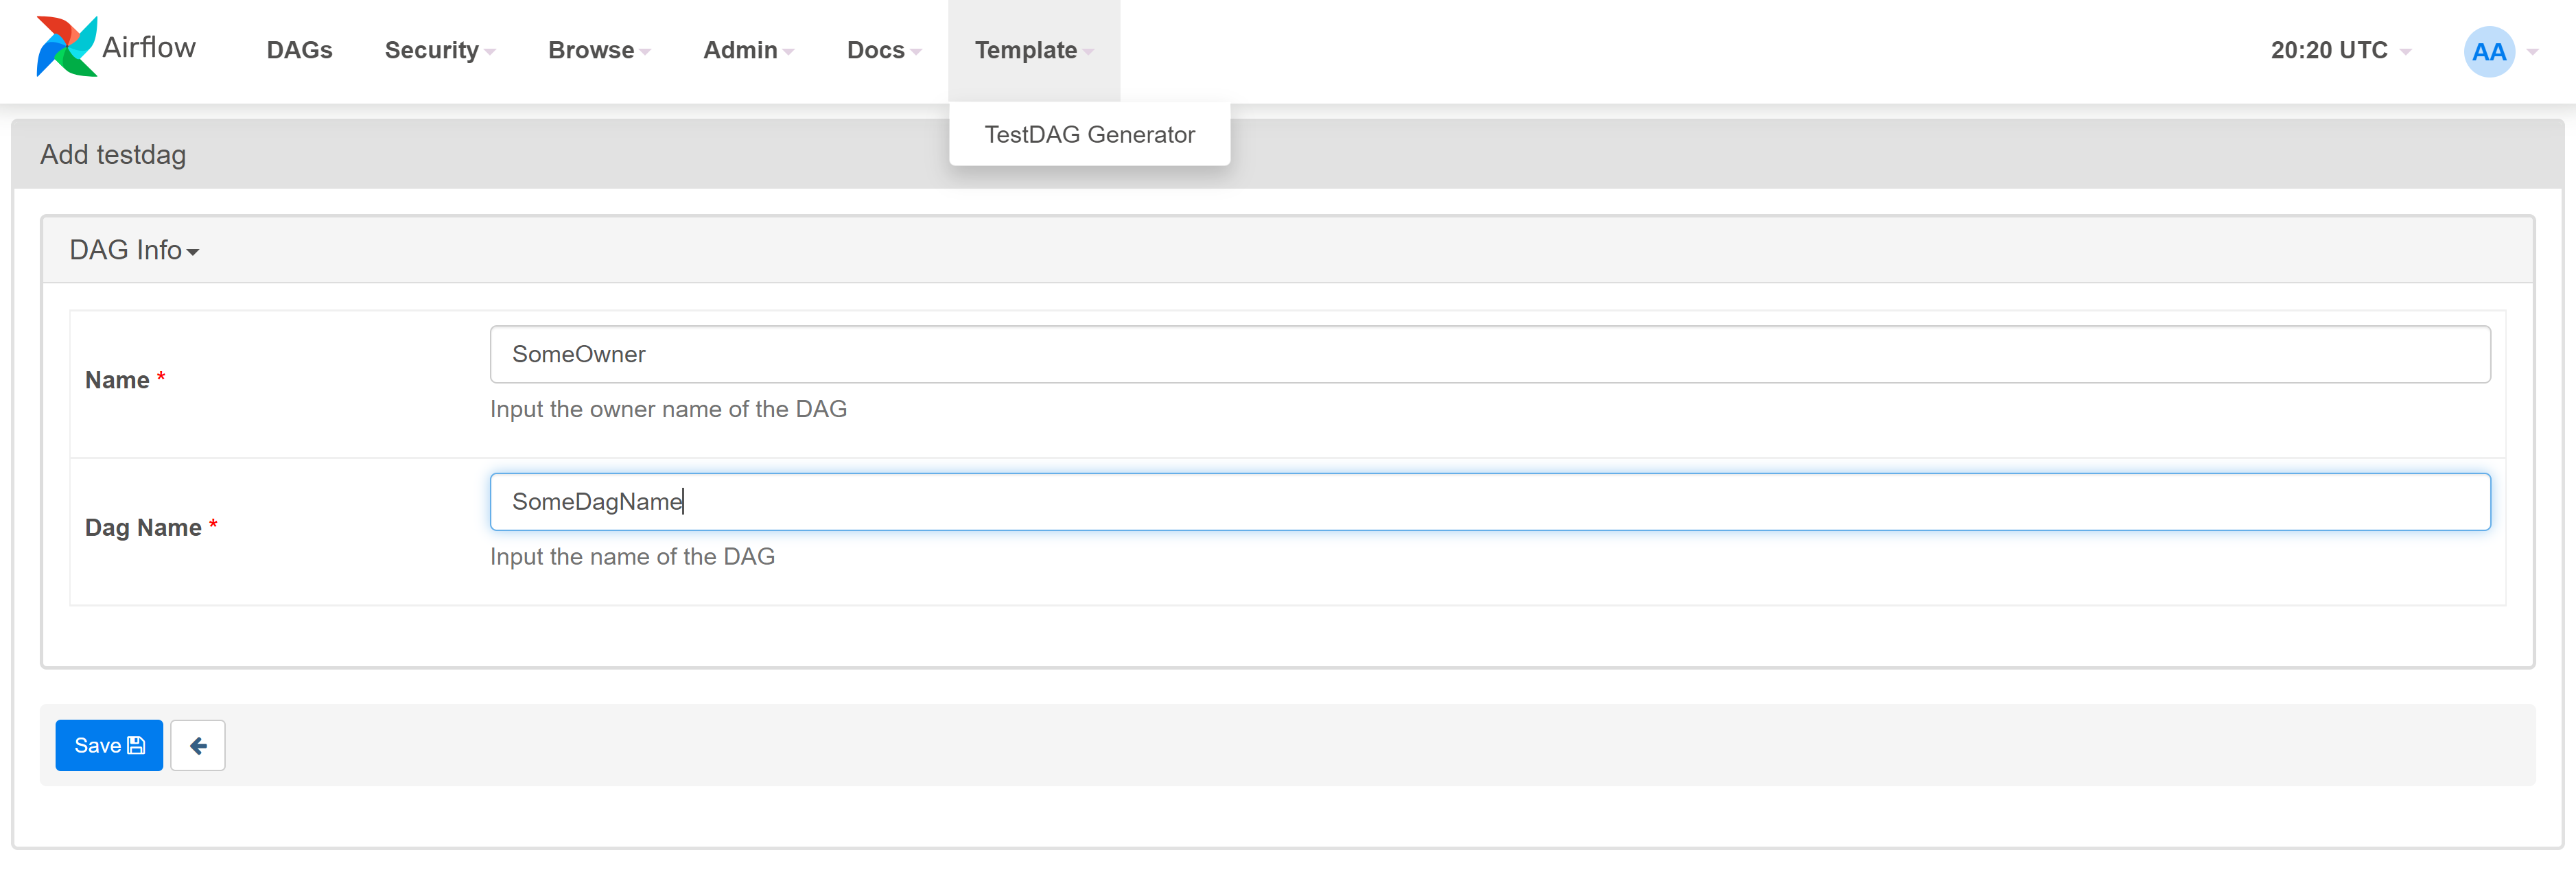 Airflow DAGs Security Browse Admin Docs Template 20:20 UTC AA
TestDAG Generator
Add testdag
DAG Info
Name *
SomeOwner
Input the owner name of the DAG
Dag Name *
SomeDagName
Input the name of the DAG
Save